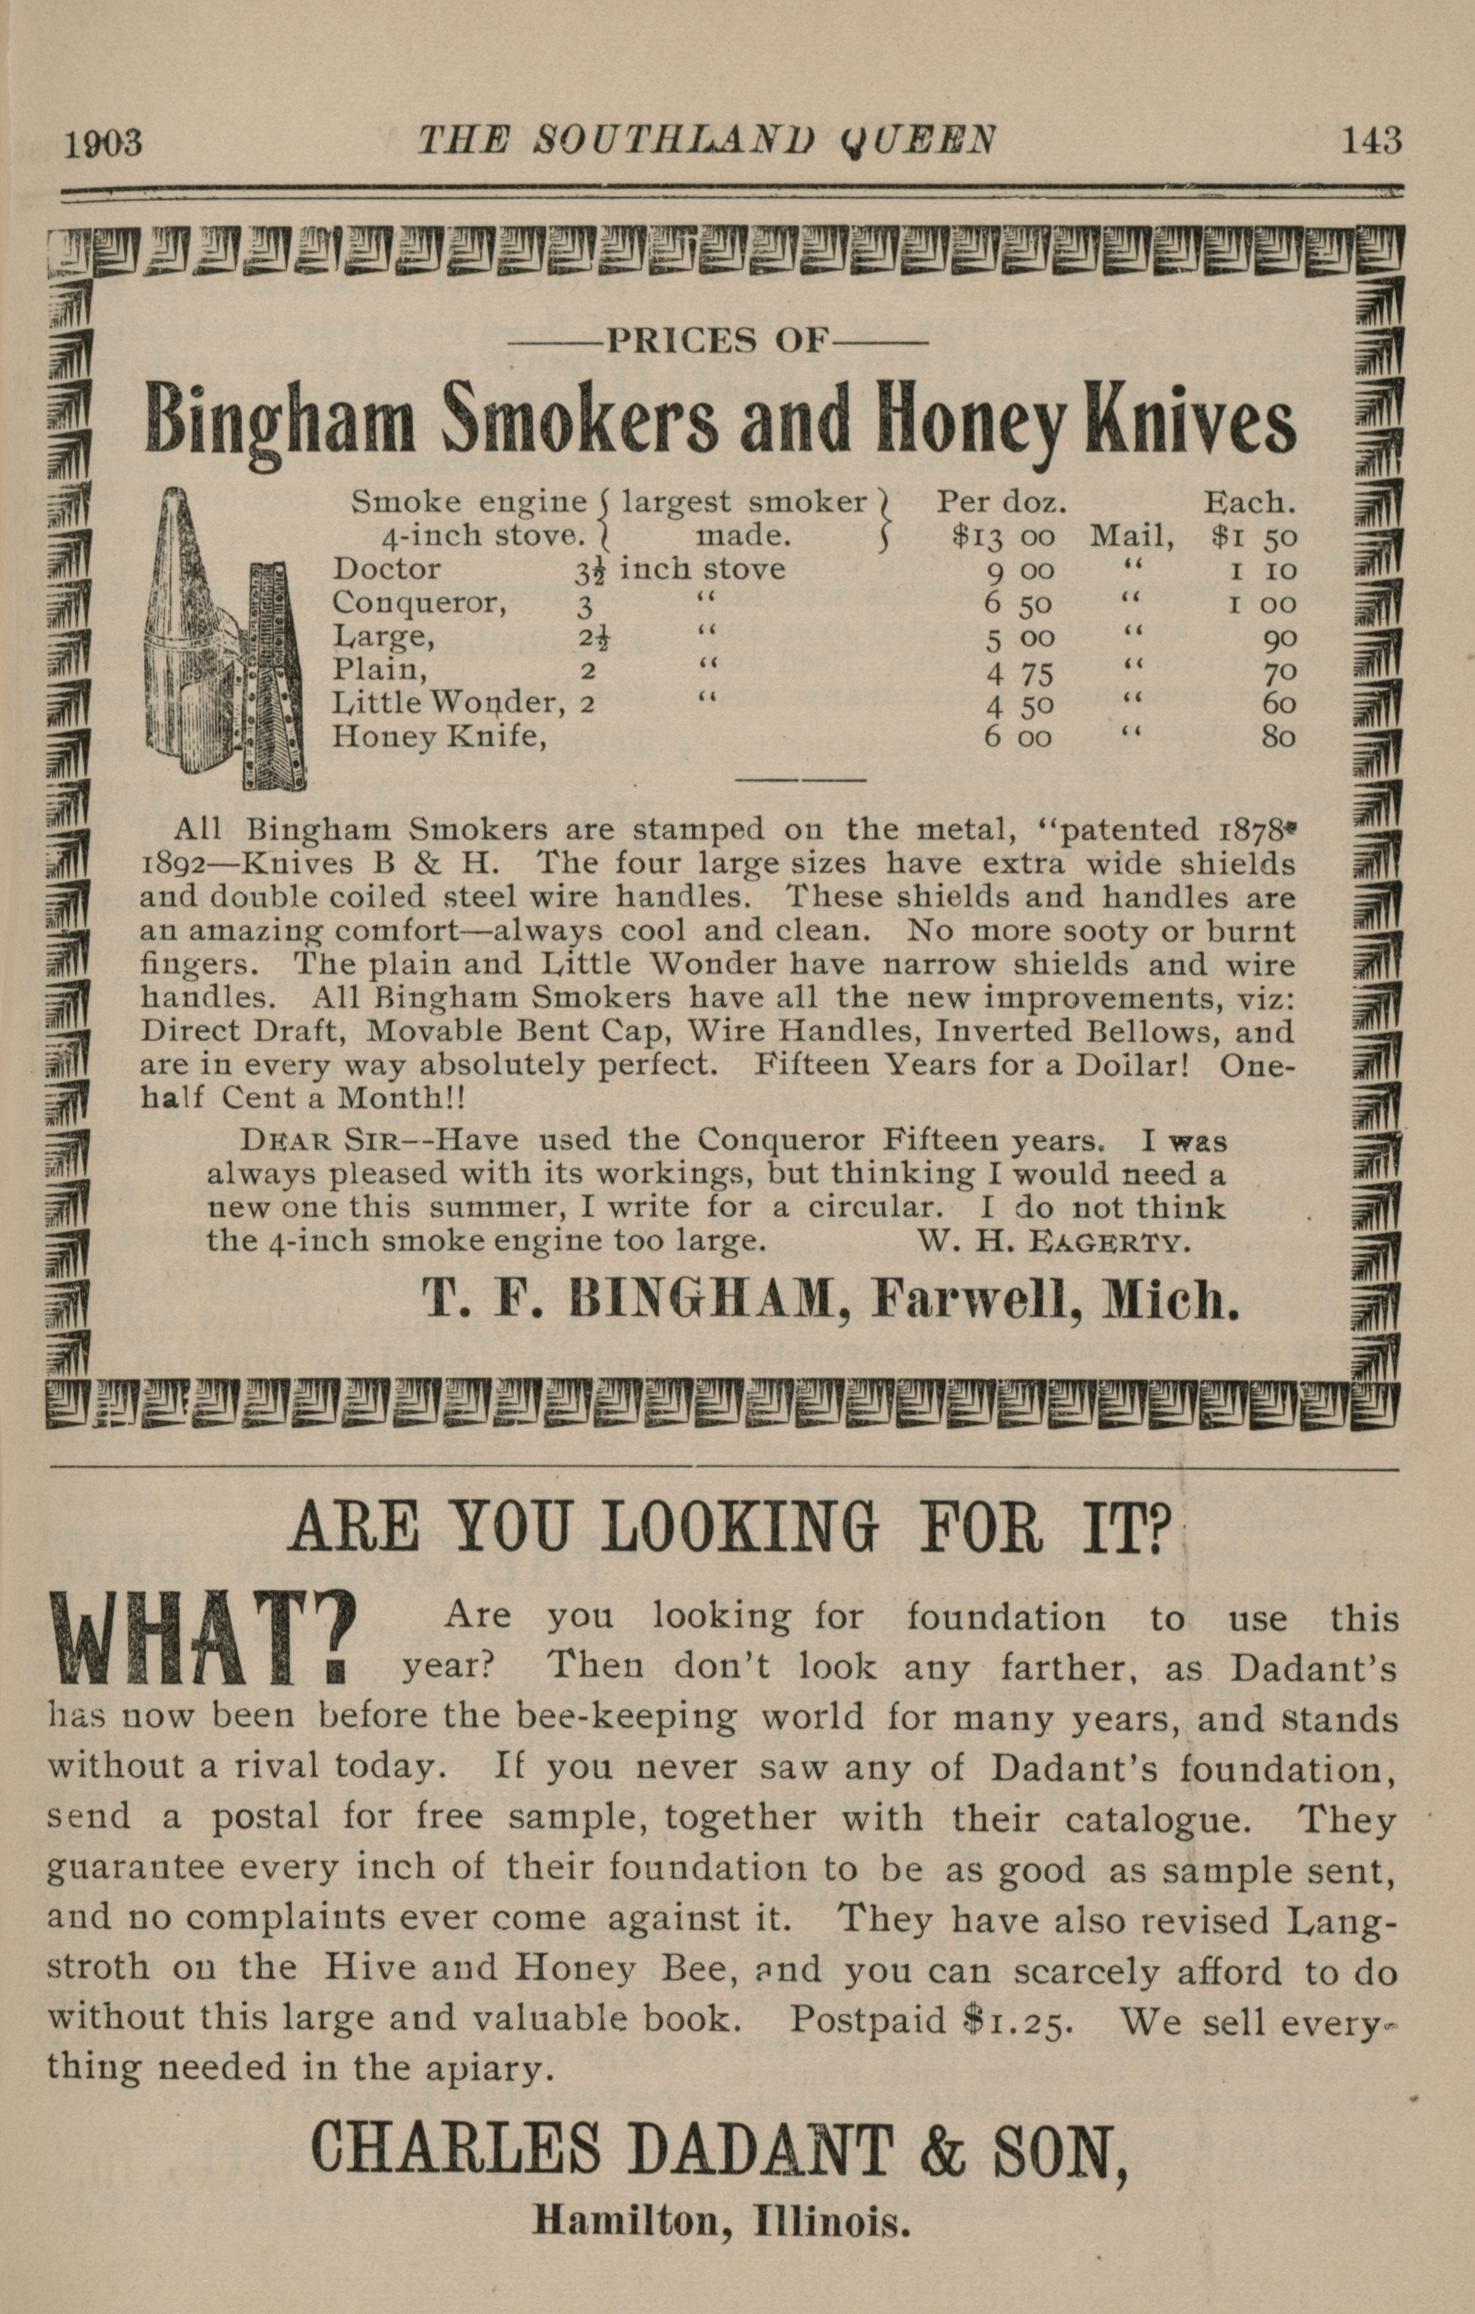 1903 THE SOUTHLAND QUEEN 143
——PRICES OF——
Bingham Smokers and Honey Knives
Smoke engine { largest smoker } Per doz. Each.
4-inch stove. { made. } $13 00 Mail, $1 50
Doctor 3½ inch stove 9 00 “ 1 10
Conqueror, 3 “ 6 50 “ 1 00
Large, 2½ “ 5 00 “ 90
Plain, 2 “ 4 75 “ 70
Little Wonder, 2 “ 4 50 “ 60
Honey Knife, 6 00 “ 80
All Bingham Smokers are stamped on the metal, “patented 1878*
1892—Knives B & H. The four large sizes have extra wide shields
and double coiled steel wire handles. These shields and handles are
an amazing comfort—always cool and clean. No more sooty or burnt
fingers. The plain and Little Wonder have narrow shields and wire
handles. All Bingham Smokers have all the new improvements, viz:
Direct Draft, Movable Bent Cap, Wire Handles, Inverted Bellows, and
are in every way absolutely perfect. Fifteen Years for a Doilar! One-
half Cent a Month!!
DEAR SIR--Have used the Conqueror Fifteen years. I was
always pleased with its workings, but thinking I would need a
new one this summer, I write for a circular. I do not think
the 4-inch smoke engine too large. W. H. EAGERTY.
T. F. BINGHAM, Farwell, Mich.
ARE YOU LOOKING FOR IT?
WHAT? Are you looking for foundation to use this
year? Then don't look any farther, as Dadant's
has now been before the bee-keeping world for many years, and stands
without a rival today. If you never saw any of Dadant's foundation,
send a postal for free sample, together with their catalogue. They
guarantee every inch of their foundation to be as good as sample sent,
and no complaints ever come against it. They have also revised Lang-
stroth on the Hive and Honey Bee, and you can scarcely afford to do
without this large and valuable book. Postpaid $1.25. We sell every-
thing needed in the apiary.
CHARLES DADANT & SON,
Hamilton, Illinois.